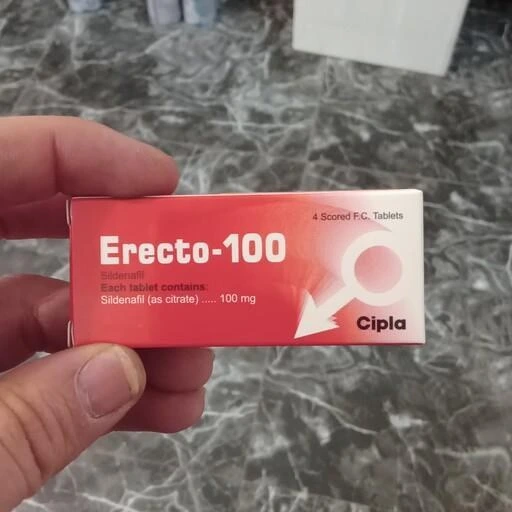 4 Scored F.C. Tablets
Erecto-100
Sildenafil
Each tablet contains:
Sildenafil (as citrate) ..... 100 mg
Cipla